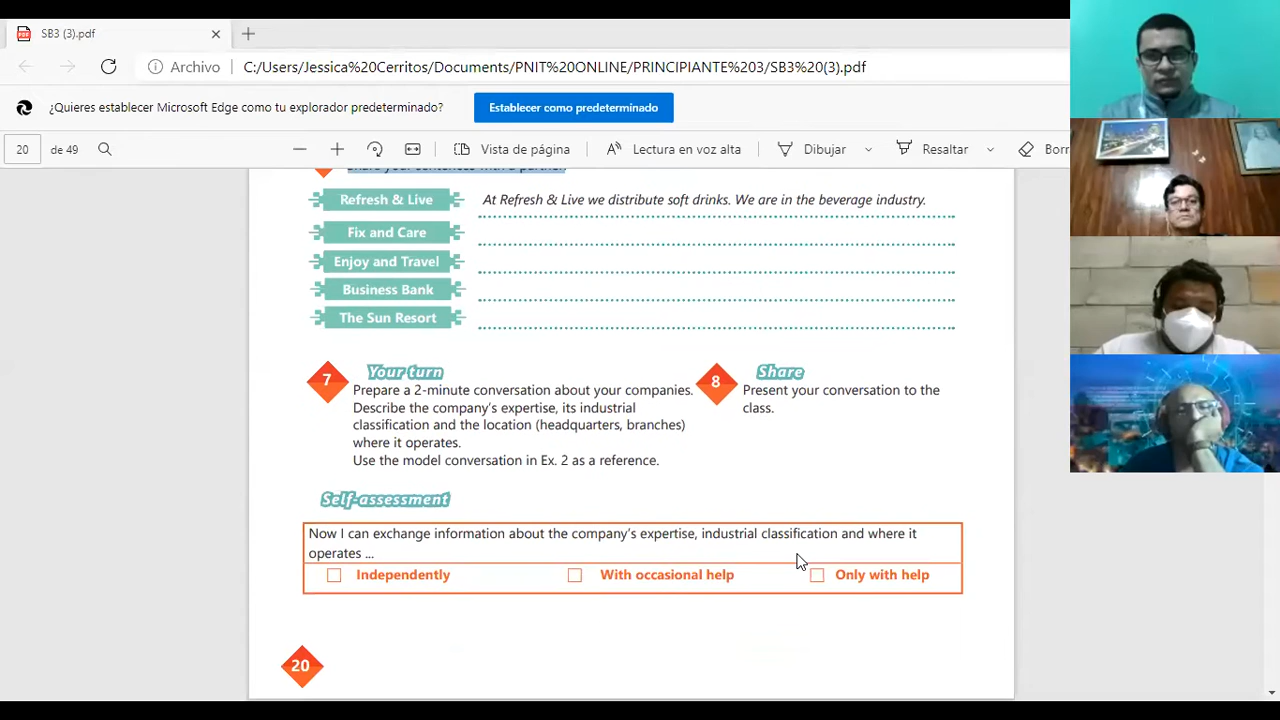 SB3 (3).pdf
Archivo C:/Users/Jessica%20Cerritos/Documents/PNIT%20ONLINE/PRINCIPIANTE%203/SB3%20(3).pdf
¿Quieres establecer Microsoft Edge como tu explorador predeterminado? Establecer como predeterminado
20 de 49 Vista de página Lectura en voz alta Dibujar Resaltar Borr
Share your sentences with a partner.
Refresh & Live At Refresh & Live we distribute soft drinks. We are in the beverage industry.
Fix and Care
Enjoy and Travel
Business Bank
The Sun Resort
7 Your turn
Prepare a 2-minute conversation about your companies.
Describe the company's expertise, its industrial
classification and the location (headquarters, branches)
where it operates.
Use the model conversation in Ex. 2 as a reference.
8 Share
Present your conversation to the
class.
Self-assessment
Now I can exchange information about the company's expertise, industrial classification and where it
operates ...
Independently With occasional help Only with help
20